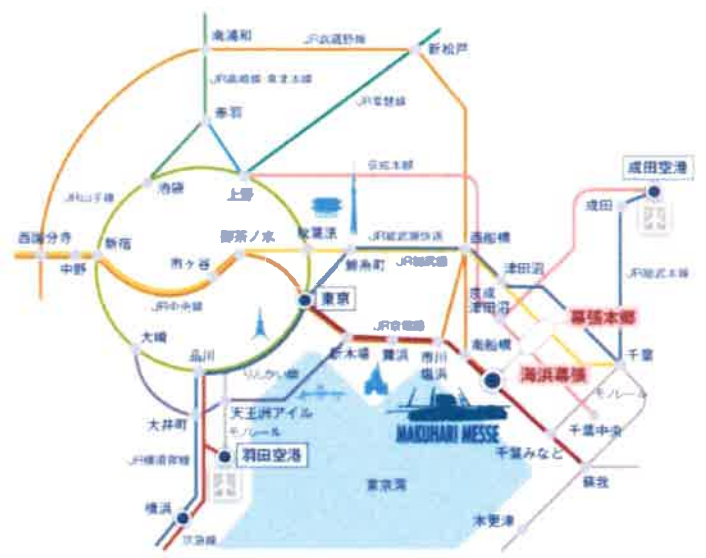 南浦和
JR武蔵野線
新松戸
JR高崎線・東北本線
JR常磐線
赤羽
京成本線
成田空港
池袋
上野
JR山手線
成田
西国分寺
新宿
御茶ノ水
秋葉原
JR総武線快速
西船橋
中野
市ヶ谷
錦糸町
JR総武線
津田沼
JR総武本線
京成
津田沼
東京
JR中央線
JR京葉線
幕張本郷
大崎
品川
新木場
舞浜
市川
塩浜
南船橋
千葉
りんかい線
海浜幕張
モノレール
天王洲アイル
大井町
モノレール
MAKUHARI MESSE
千葉中央
千葉みなと
JR横須賀線
羽田空港
東京湾
蘇我
横浜
木更津
京急線